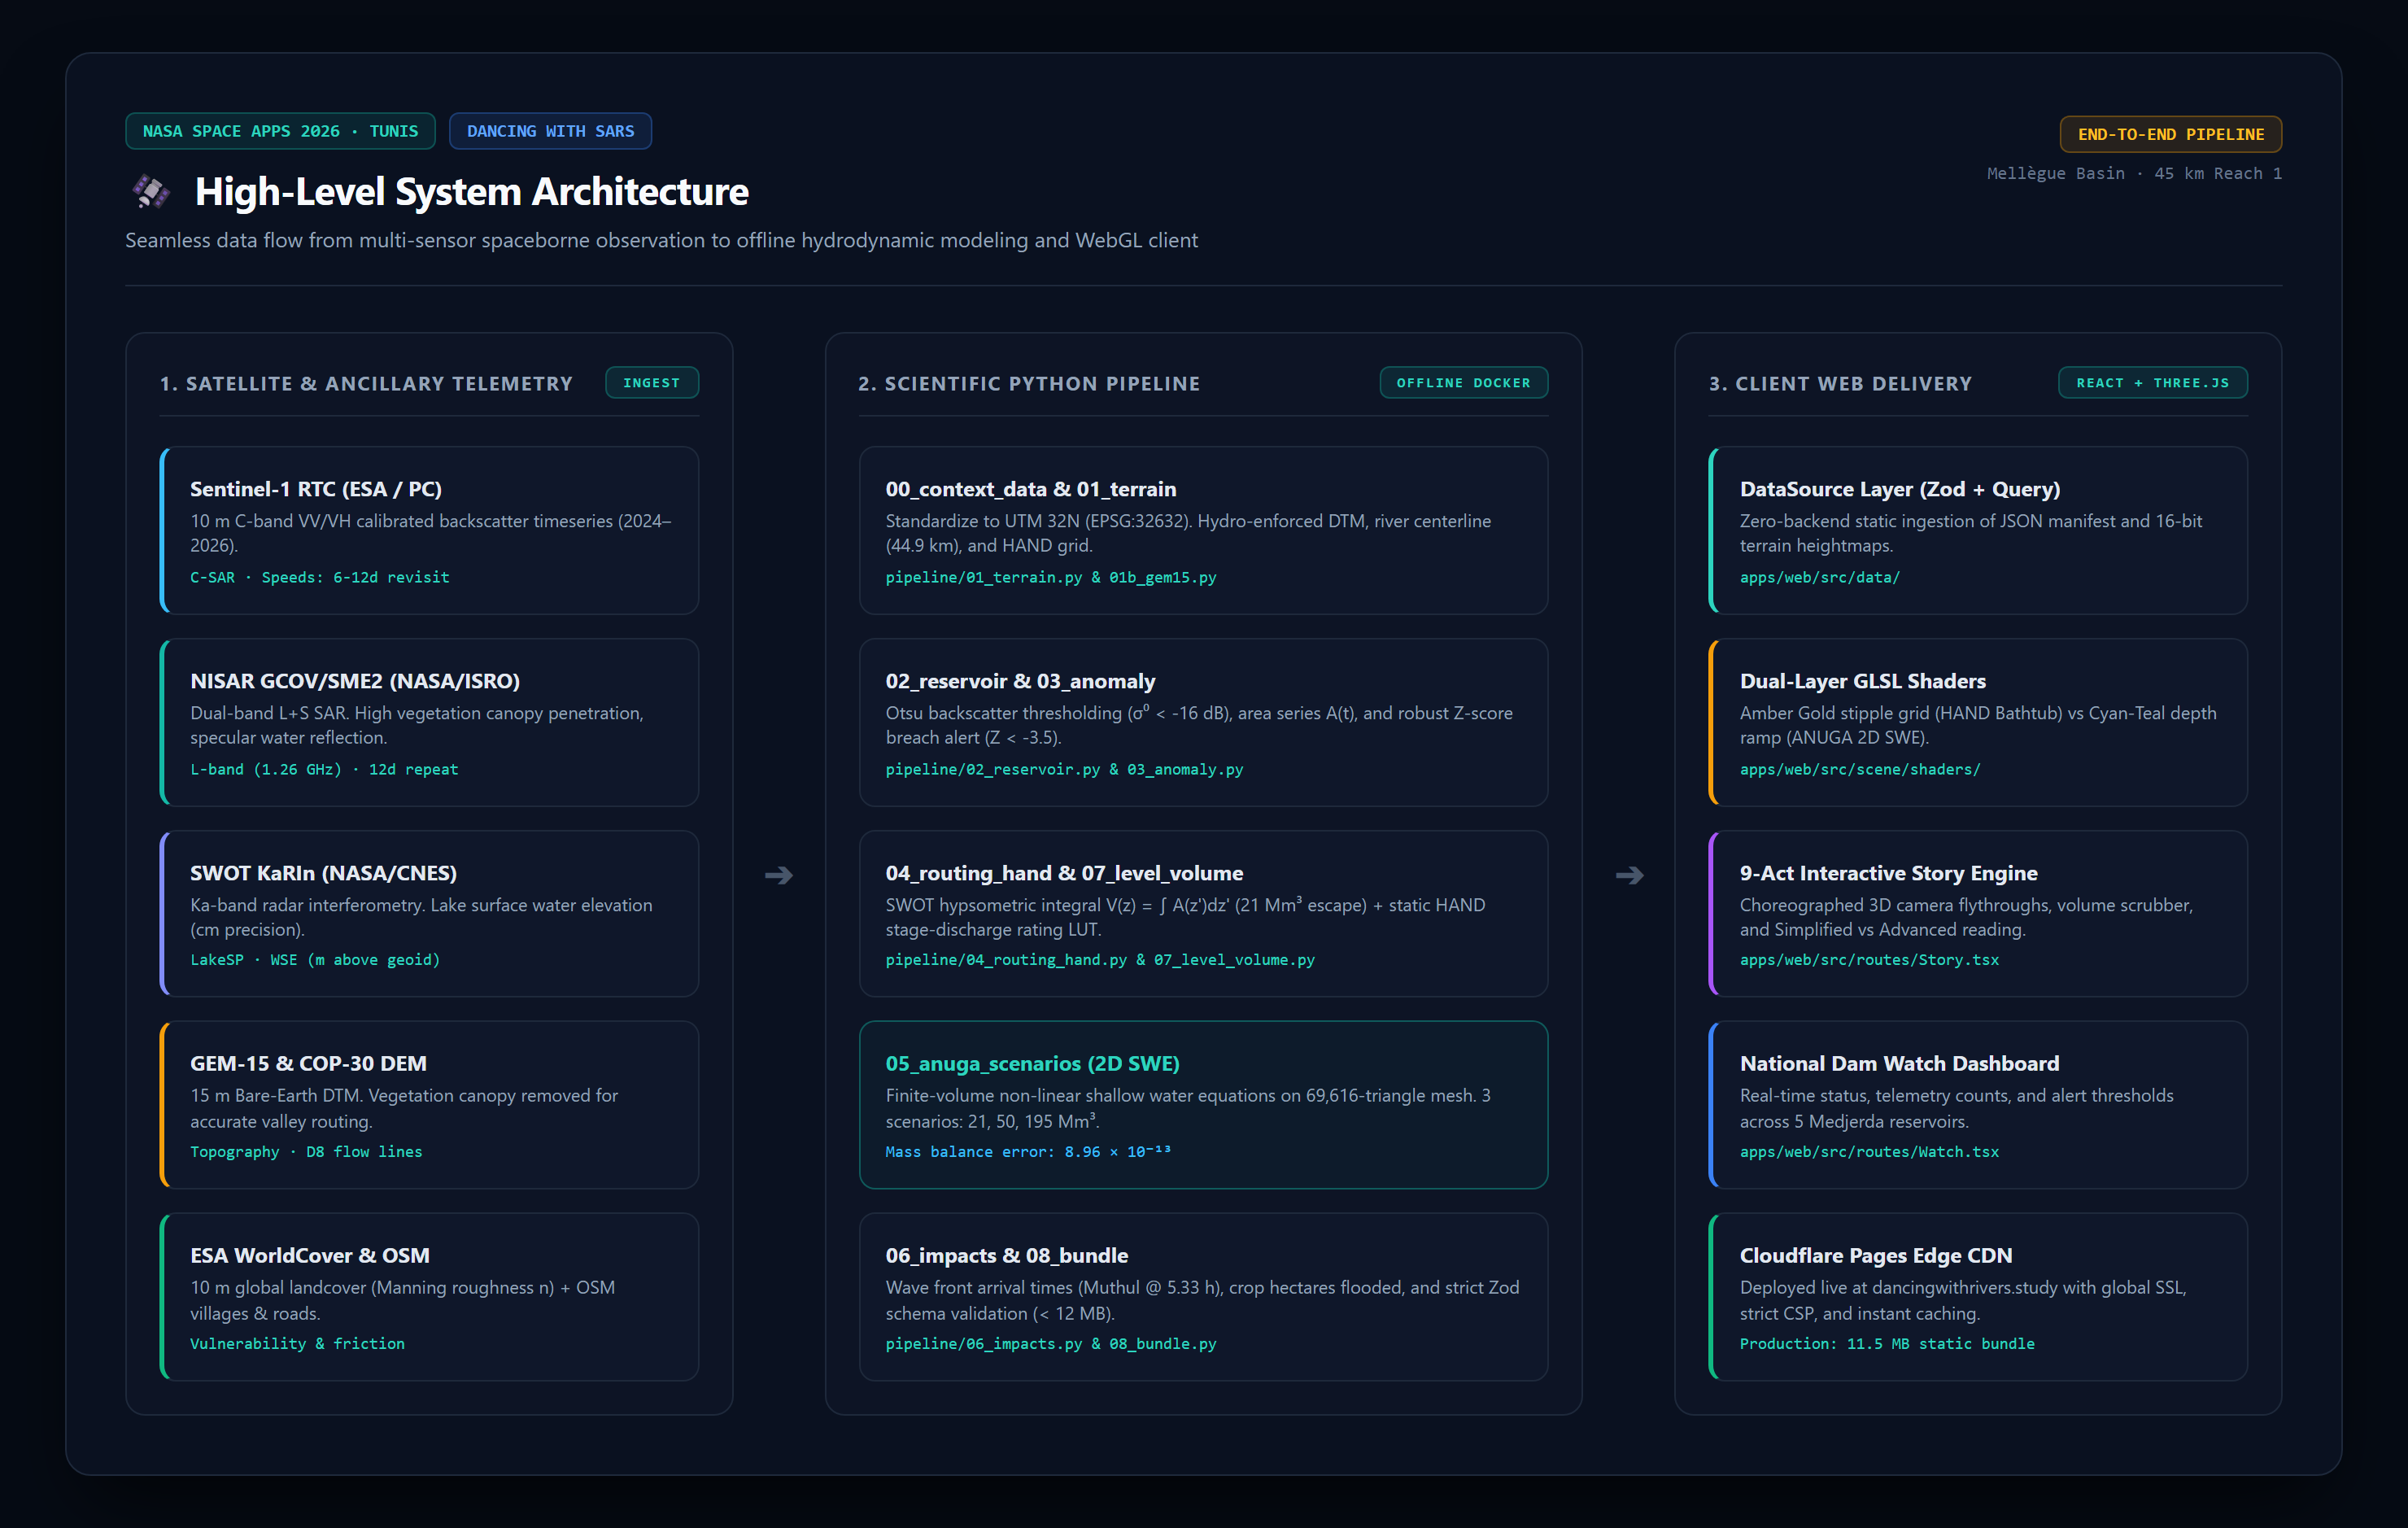 NASA SPACE APPS 2026 · TUNIS
DANCING WITH SARS
END-TO-END PIPELINE
Mellègue Basin · 45 km Reach 1
High-Level System Architecture
Seamless data flow from multi-sensor spaceborne observation to offline hydrodynamic modeling and WebGL client
1. SATELLITE & ANCILLARY TELEMETRY
INGEST
Sentinel-1 RTC (ESA / PC)
10 m C-band VV/VH calibrated backscatter timeseries (2024–
2026).
C-SAR · Speeds: 6-12d revisit
NISAR GCOV/SME2 (NASA/ISRO)
Dual-band L+S SAR. High vegetation canopy penetration,
specular water reflection.
L-band (1.26 GHz) · 12d repeat
SWOT KaRIn (NASA/CNES)
Ka-band radar interferometry. Lake surface water elevation
(cm precision).
LakeSP · WSE (m above geoid)
GEM-15 & COP-30 DEM
15 m Bare-Earth DTM. Vegetation canopy removed for
accurate valley routing.
Topography · D8 flow lines
ESA WorldCover & OSM
10 m global landcover (Manning roughness n) + OSM
villages & roads.
Vulnerability & friction
➔
2. SCIENTIFIC PYTHON PIPELINE
OFFLINE DOCKER
00_context_data & 01_terrain
Standardize to UTM 32N (EPSG:32632). Hydro-enforced DTM, river centerline
(44.9 km), and HAND grid.
pipeline/01_terrain.py & 01b_gem15.py
02_reservoir & 03_anomaly
Otsu backscatter thresholding (σ⁰ < -16 dB), area series A(t), and robust Z-score
breach alert (Z < -3.5).
pipeline/02_reservoir.py & 03_anomaly.py
04_routing_hand & 07_level_volume
SWOT hypsometric integral V(z) = ∫ A(z')dz' (21 Mm³ escape) + static HAND
stage-discharge rating LUT.
pipeline/04_routing_hand.py & 07_level_volume.py
05_anuga_scenarios (2D SWE)
Finite-volume non-linear shallow water equations on 69,616-triangle mesh. 3
scenarios: 21, 50, 195 Mm³.
Mass balance error: 8.96 × 10⁻¹³
06_impacts & 08_bundle
Wave front arrival times (Muthul @ 5.33 h), crop hectares flooded, and strict Zod
schema validation (< 12 MB).
pipeline/06_impacts.py & 08_bundle.py
➔
3. CLIENT WEB DELIVERY
REACT + THREE.JS
DataSource Layer (Zod + Query)
Zero-backend static ingestion of JSON manifest and 16-bit
terrain heightmaps.
apps/web/src/data/
Dual-Layer GLSL Shaders
Amber Gold stipple grid (HAND Bathtub) vs Cyan-Teal depth
ramp (ANUGA 2D SWE).
apps/web/src/scene/shaders/
9-Act Interactive Story Engine
Choreographed 3D camera flythroughs, volume scrubber,
and Simplified vs Advanced reading.
apps/web/src/routes/Story.tsx
National Dam Watch Dashboard
Real-time status, telemetry counts, and alert thresholds
across 5 Medjerda reservoirs.
apps/web/src/routes/Watch.tsx
Cloudflare Pages Edge CDN
Deployed live at dancingwithrivers.study with global SSL,
strict CSP, and instant caching.
Production: 11.5 MB static bundle